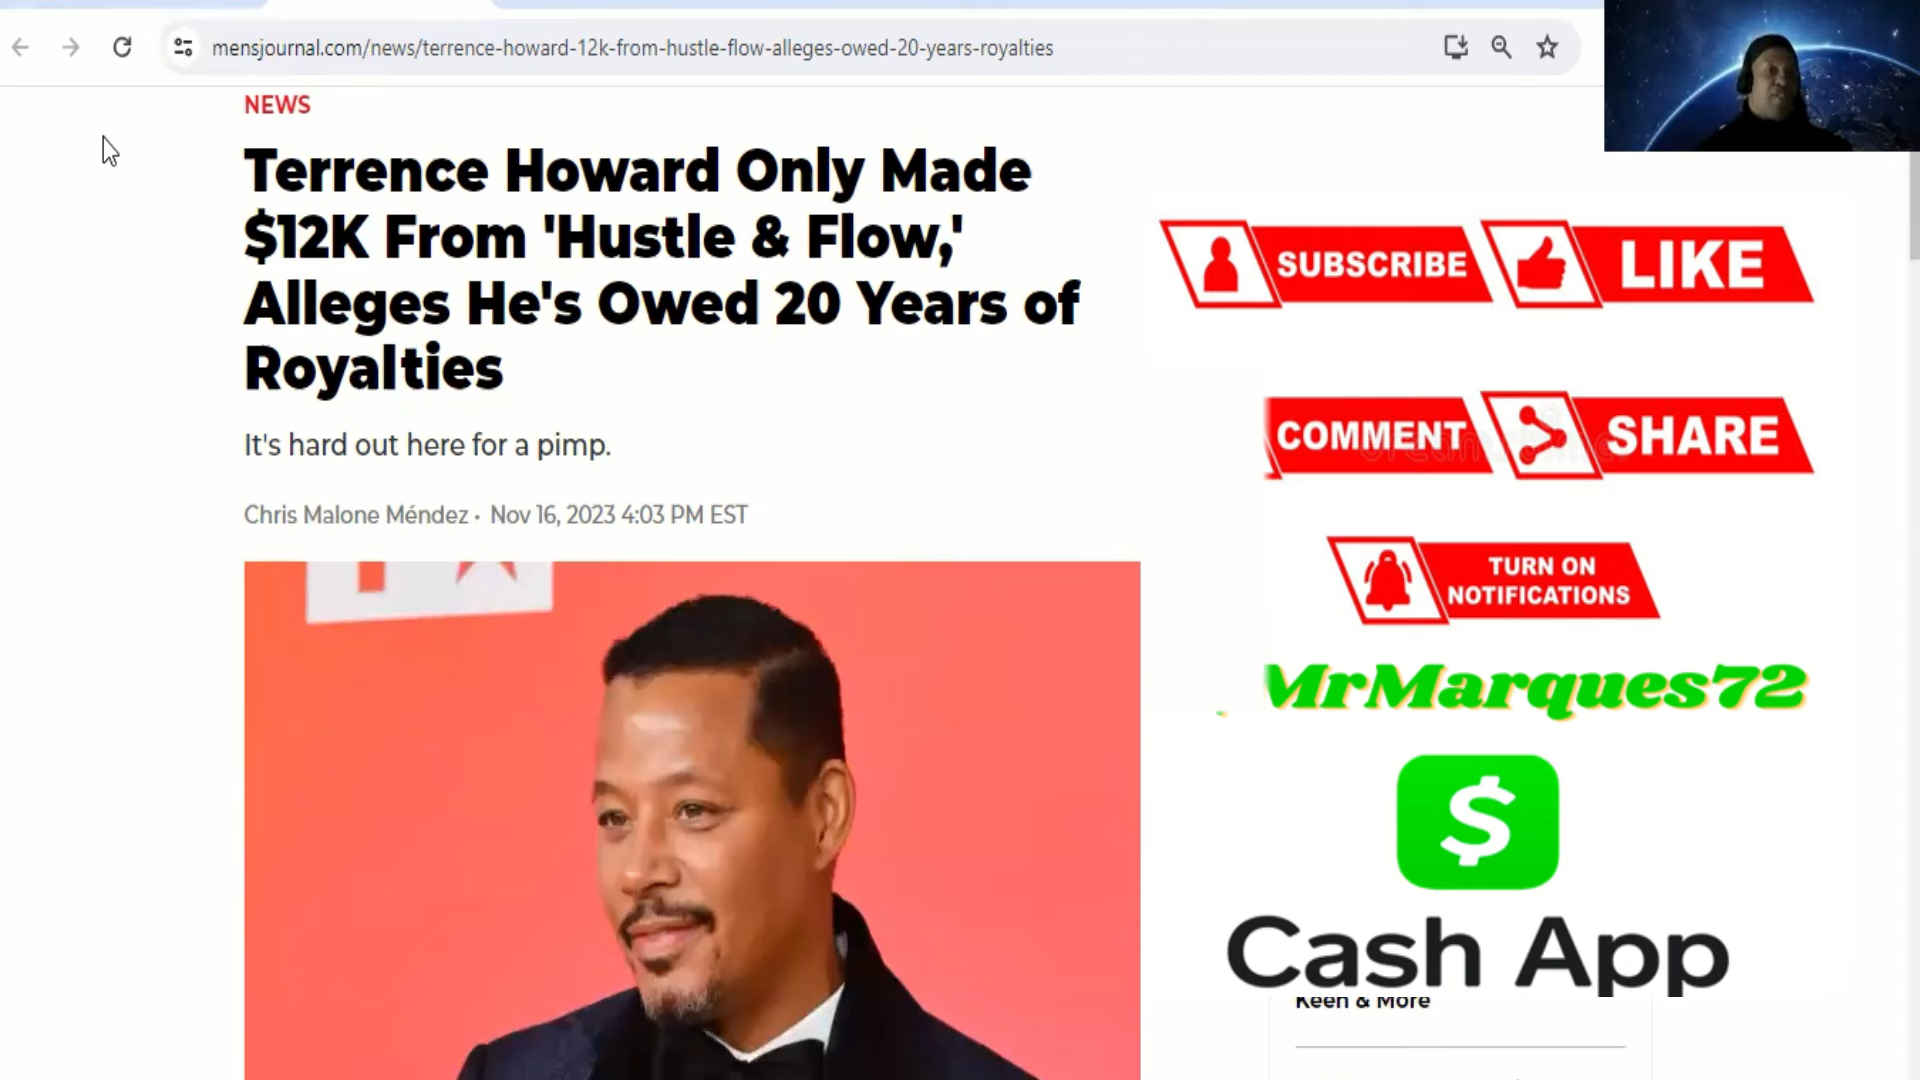 mensjournal.com/news/terrence-howard-12k-from-hustle-flow-alleges-owed-20-years-royalties
NEWS
Terrence Howard Only Made
$12K From 'Hustle & Flow,'
Alleges He's Owed 20 Years of
Royalties
It's hard out here for a pimp.
Chris Malone Méndez • Nov 16, 2023 4:03 PM EST
SUBSCRIBE
LIKE
COMMENT
SHARE
TURN ON
NOTIFICATIONS
MrMarques72
$
Cash App
Keen & More